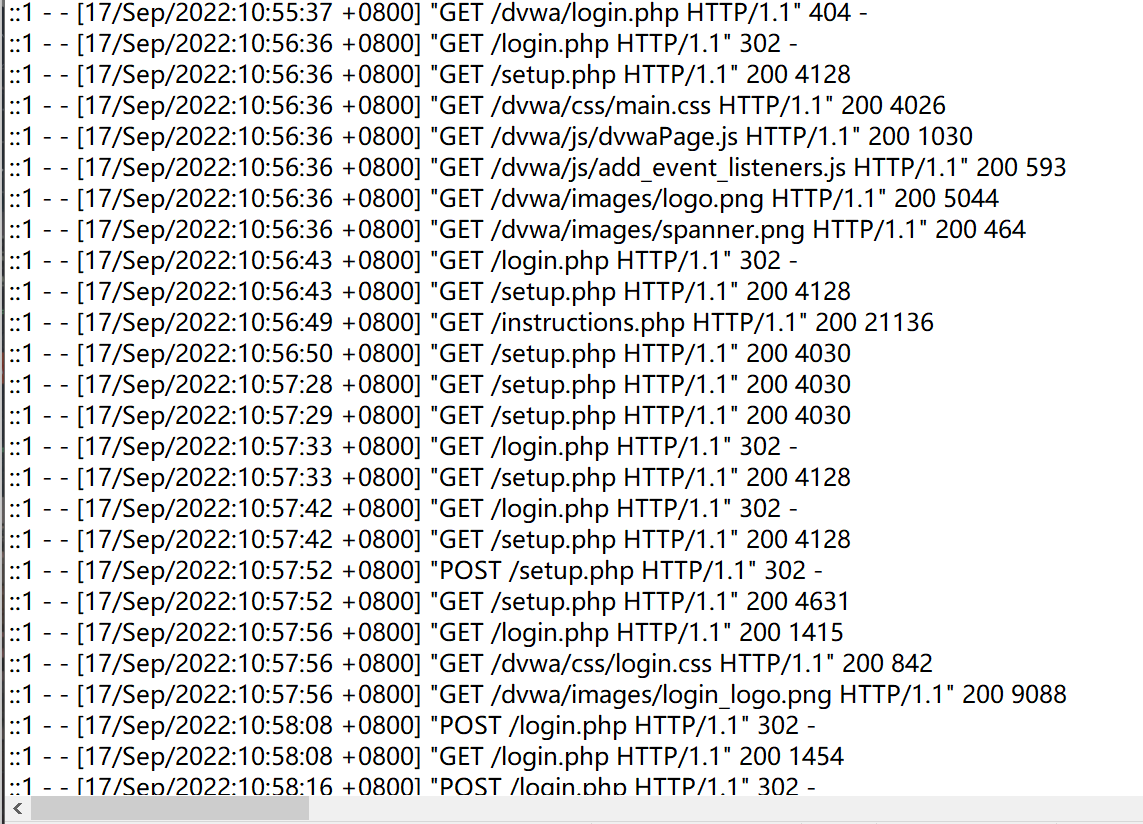 ::1 - - [17/Sep/2022:10:55:37 +0800] "GET /dvwa/login.php HTTP/1.1" 404 -
::1 - - [17/Sep/2022:10:56:36 +0800] "GET /login.php HTTP/1.1" 302 -
::1 - - [17/Sep/2022:10:56:36 +0800] "GET /setup.php HTTP/1.1" 200 4128
::1 - - [17/Sep/2022:10:56:36 +0800] "GET /dvwa/css/main.css HTTP/1.1" 200 4026
::1 - - [17/Sep/2022:10:56:36 +0800] "GET /dvwa/js/dvwaPage.js HTTP/1.1" 200 1030
::1 - - [17/Sep/2022:10:56:36 +0800] "GET /dvwa/js/add_event_listeners.js HTTP/1.1" 200 593
::1 - - [17/Sep/2022:10:56:36 +0800] "GET /dvwa/images/logo.png HTTP/1.1" 200 5044
::1 - - [17/Sep/2022:10:56:36 +0800] "GET /dvwa/images/spanner.png HTTP/1.1" 200 464
::1 - - [17/Sep/2022:10:56:43 +0800] "GET /login.php HTTP/1.1" 302 -
::1 - - [17/Sep/2022:10:56:43 +0800] "GET /setup.php HTTP/1.1" 200 4128
::1 - - [17/Sep/2022:10:56:49 +0800] "GET /instructions.php HTTP/1.1" 200 21136
::1 - - [17/Sep/2022:10:56:50 +0800] "GET /setup.php HTTP/1.1" 200 4030
::1 - - [17/Sep/2022:10:57:28 +0800] "GET /setup.php HTTP/1.1" 200 4030
::1 - - [17/Sep/2022:10:57:29 +0800] "GET /setup.php HTTP/1.1" 200 4030
::1 - - [17/Sep/2022:10:57:33 +0800] "GET /login.php HTTP/1.1" 302 -
::1 - - [17/Sep/2022:10:57:33 +0800] "GET /setup.php HTTP/1.1" 200 4128
::1 - - [17/Sep/2022:10:57:42 +0800] "GET /login.php HTTP/1.1" 302 -
::1 - - [17/Sep/2022:10:57:42 +0800] "GET /setup.php HTTP/1.1" 200 4128
::1 - - [17/Sep/2022:10:57:52 +0800] "POST /setup.php HTTP/1.1" 302 -
::1 - - [17/Sep/2022:10:57:52 +0800] "GET /setup.php HTTP/1.1" 200 4631
::1 - - [17/Sep/2022:10:57:56 +0800] "GET /login.php HTTP/1.1" 200 1415
::1 - - [17/Sep/2022:10:57:56 +0800] "GET /dvwa/css/login.css HTTP/1.1" 200 842
::1 - - [17/Sep/2022:10:57:56 +0800] "GET /dvwa/images/login_logo.png HTTP/1.1" 200 9088
::1 - - [17/Sep/2022:10:58:08 +0800] "POST /login.php HTTP/1.1" 302 -
::1 - - [17/Sep/2022:10:58:08 +0800] "GET /login.php HTTP/1.1" 200 1454
::1 - - [17/Sep/2022:10:58:16 +0800] "POST /login.php HTTP/1.1" 302 -